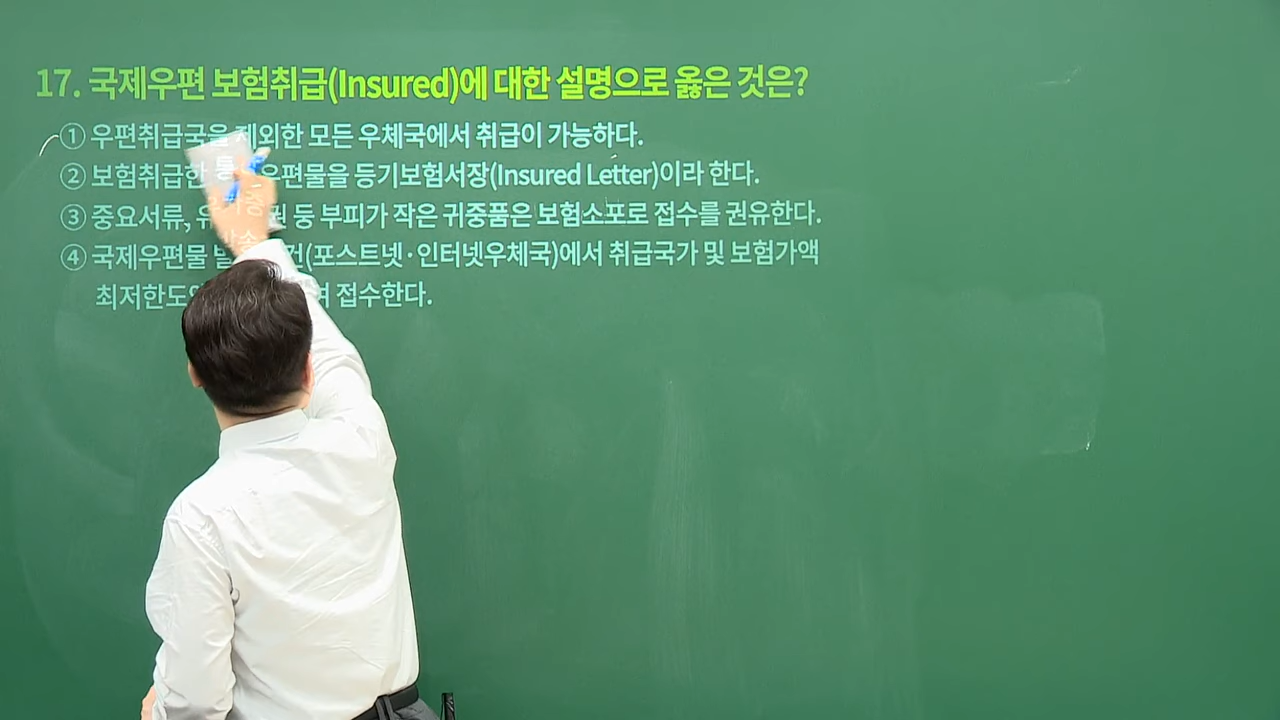 17. 국제우편 보험취급(Insured)에 대한 설명으로 옳은 것은?
① 우편취급국을 제외한 모든 우체국에서 취급이 가능하다.
② 보험취급한 우편물을 등기보험서장(Insured Letter)이라 한다.
③ 중요서류, 등 부피가 작은 귀중품은 보험소포로 접수를 권유한다.
④ 국제우편물 (포스트넷·인터넷우체국)에서 취급국가 및 보험가액
접수한다.